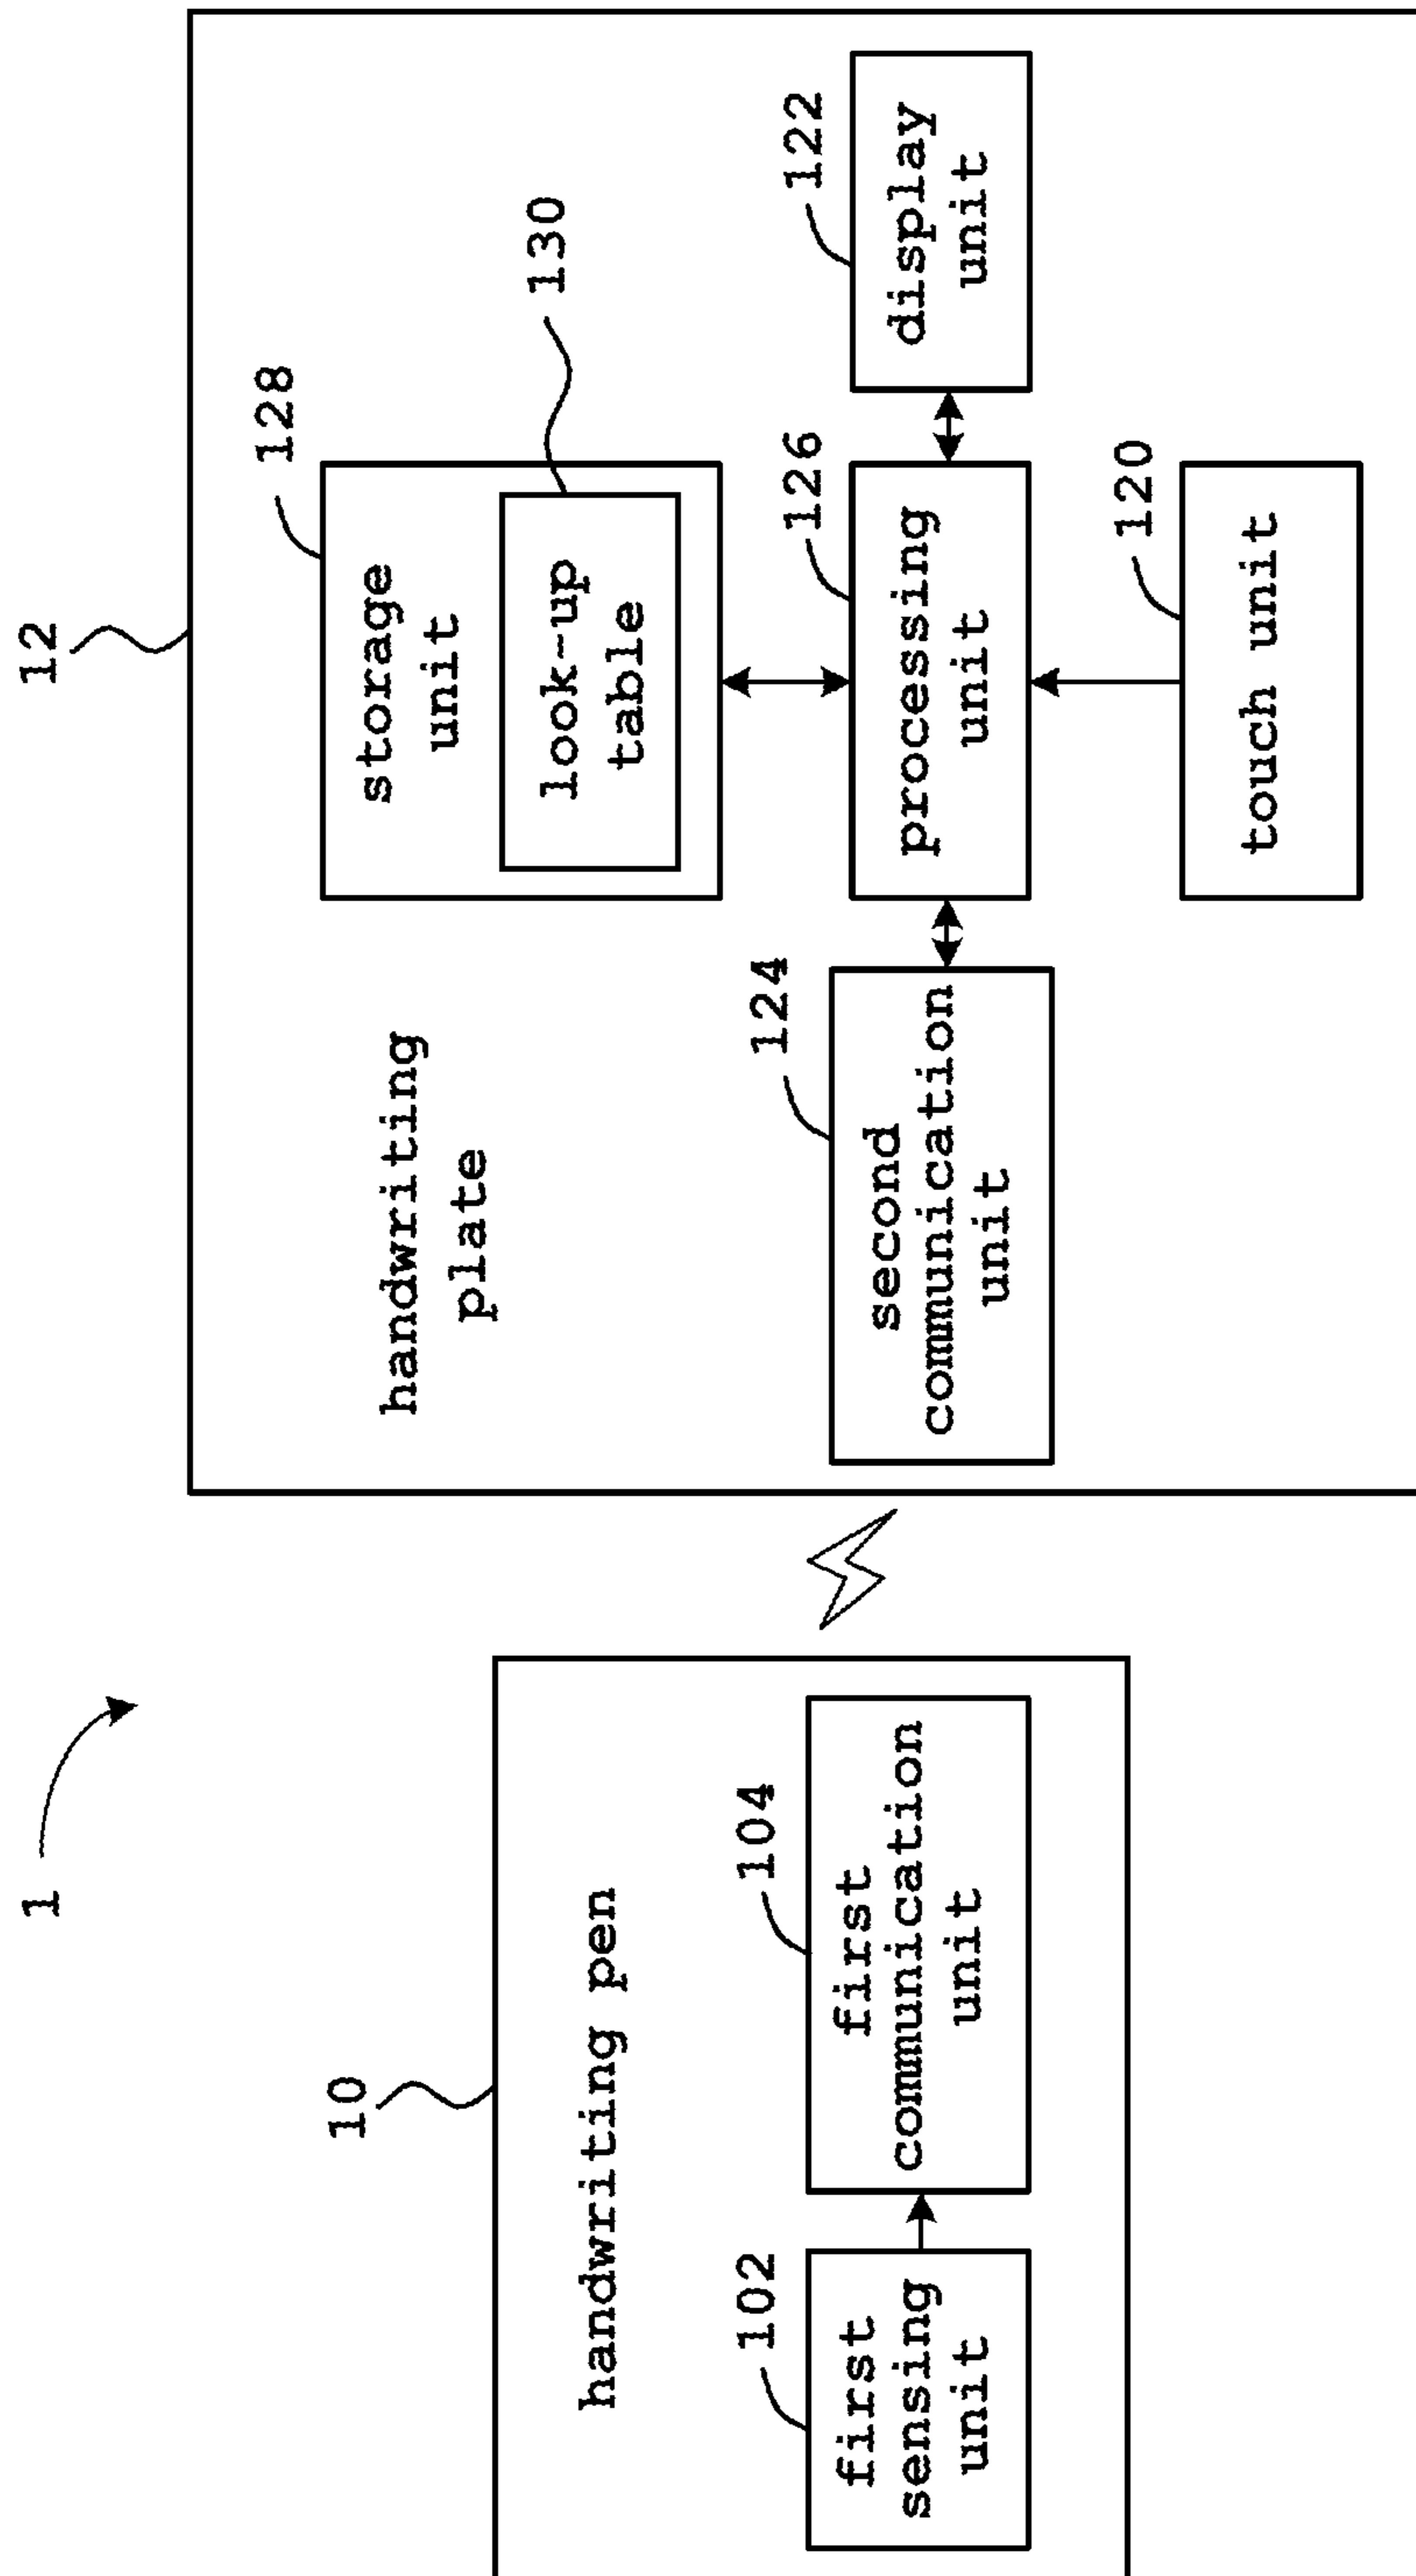 1
10
handwriting pen
102
first
sensing
unit
104
first
communication
unit
12
handwriting
plate
128
storage
unit
130
look-up
table
124
second
communication
unit
126
processing
unit
122
display
unit
120
touch unit